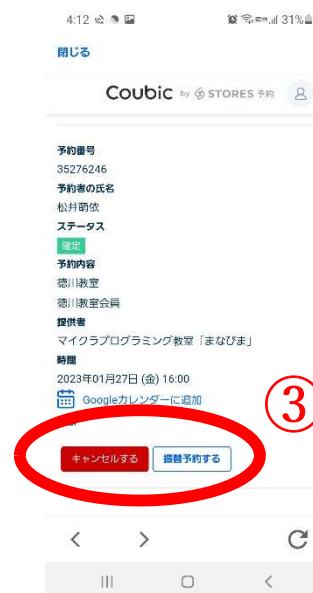 4:12 31%
閉じる
Coubic by STORES 予約
予約番号
35276246
予約者の氏名
松井萌依
ステータス
確定
予約内容
徳川教室
徳川教室会員
提供者
マイクラプログラミング教室「まなびま」
時間
2023年01月27日 (金) 16:00
Googleカレンダーに追加
③
キャンセルする 振替予約する